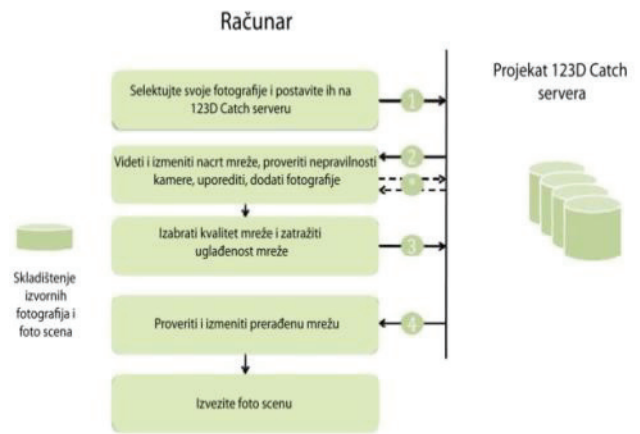 Računar
Projekat 123D Catch
servera
Selektujte svoje fotografije i postavite ih na
123D Catch serveru
1
Videti i izmeniti nacrt mreže, proveriti nepravilnosti
kamere, uporediti, dodati fotografije
2
*
Izabrati kvalitet mreže i zatražiti
uglađenost mreže
3
Skladištenje
izvornih
fotografija i
foto scena
Proveriti i izmeniti prerađenu mrežu
4
Izvezite foto scenu